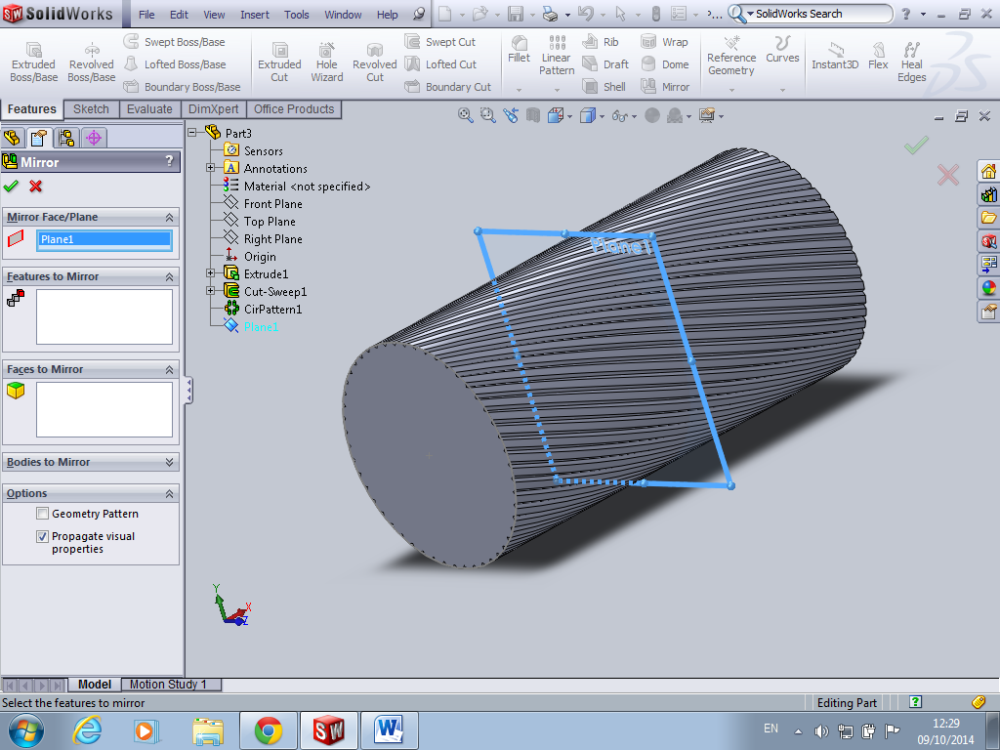 SolidWorks File Edit View Insert Tools Window Help SolidWorks Search
Extruded Boss/Base
Revolved Boss/Base
Swept Boss/Base
Lofted Boss/Base
Boundary Boss/Base
Extruded Cut
Hole Wizard
Revolved Cut
Swept Cut
Lofted Cut
Boundary Cut
Fillet
Linear Pattern
Rib
Draft
Shell
Wrap
Dome
Mirror
Reference Geometry
Curves
Instant3D
Flex
Heal Edges
Features Sketch Evaluate DimXpert Office Products
Mirror ?
Mirror Face/Plane
Plane1
Features to Mirror
Faces to Mirror
Bodies to Mirror
Options
Geometry Pattern
Propagate visual
properties
Part3
Sensors
Annotations
Material <not specified>
Front Plane
Top Plane
Right Plane
Origin
Extrude1
Cut-Sweep1
CirPattern1
Plane1
Plane1
Y
X
Z
Model Motion Study 1
Select the features to mirror Editing Part
EN
12:29
09/10/2014